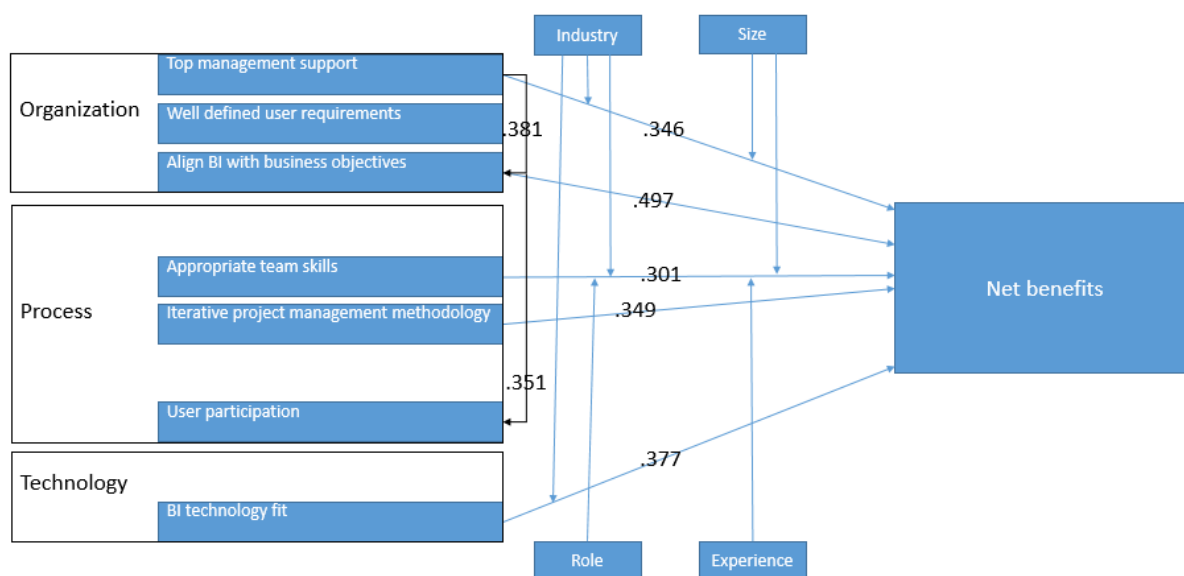 Industry
Size
Top management support
Organization
Well defined user requirements
.381
.346
Align BI with business objectives
.497
Appropriate team skills
.301
Net benefits
Process
Iterative project management methodology
.349
.351
User participation
.377
Technology
BI technology fit
Role
Experience